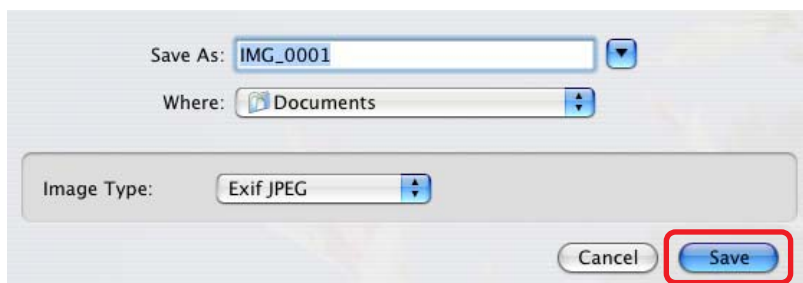 Save As: IMG_0001
Where: Documents
Image Type: Exif JPEG
Cancel Save